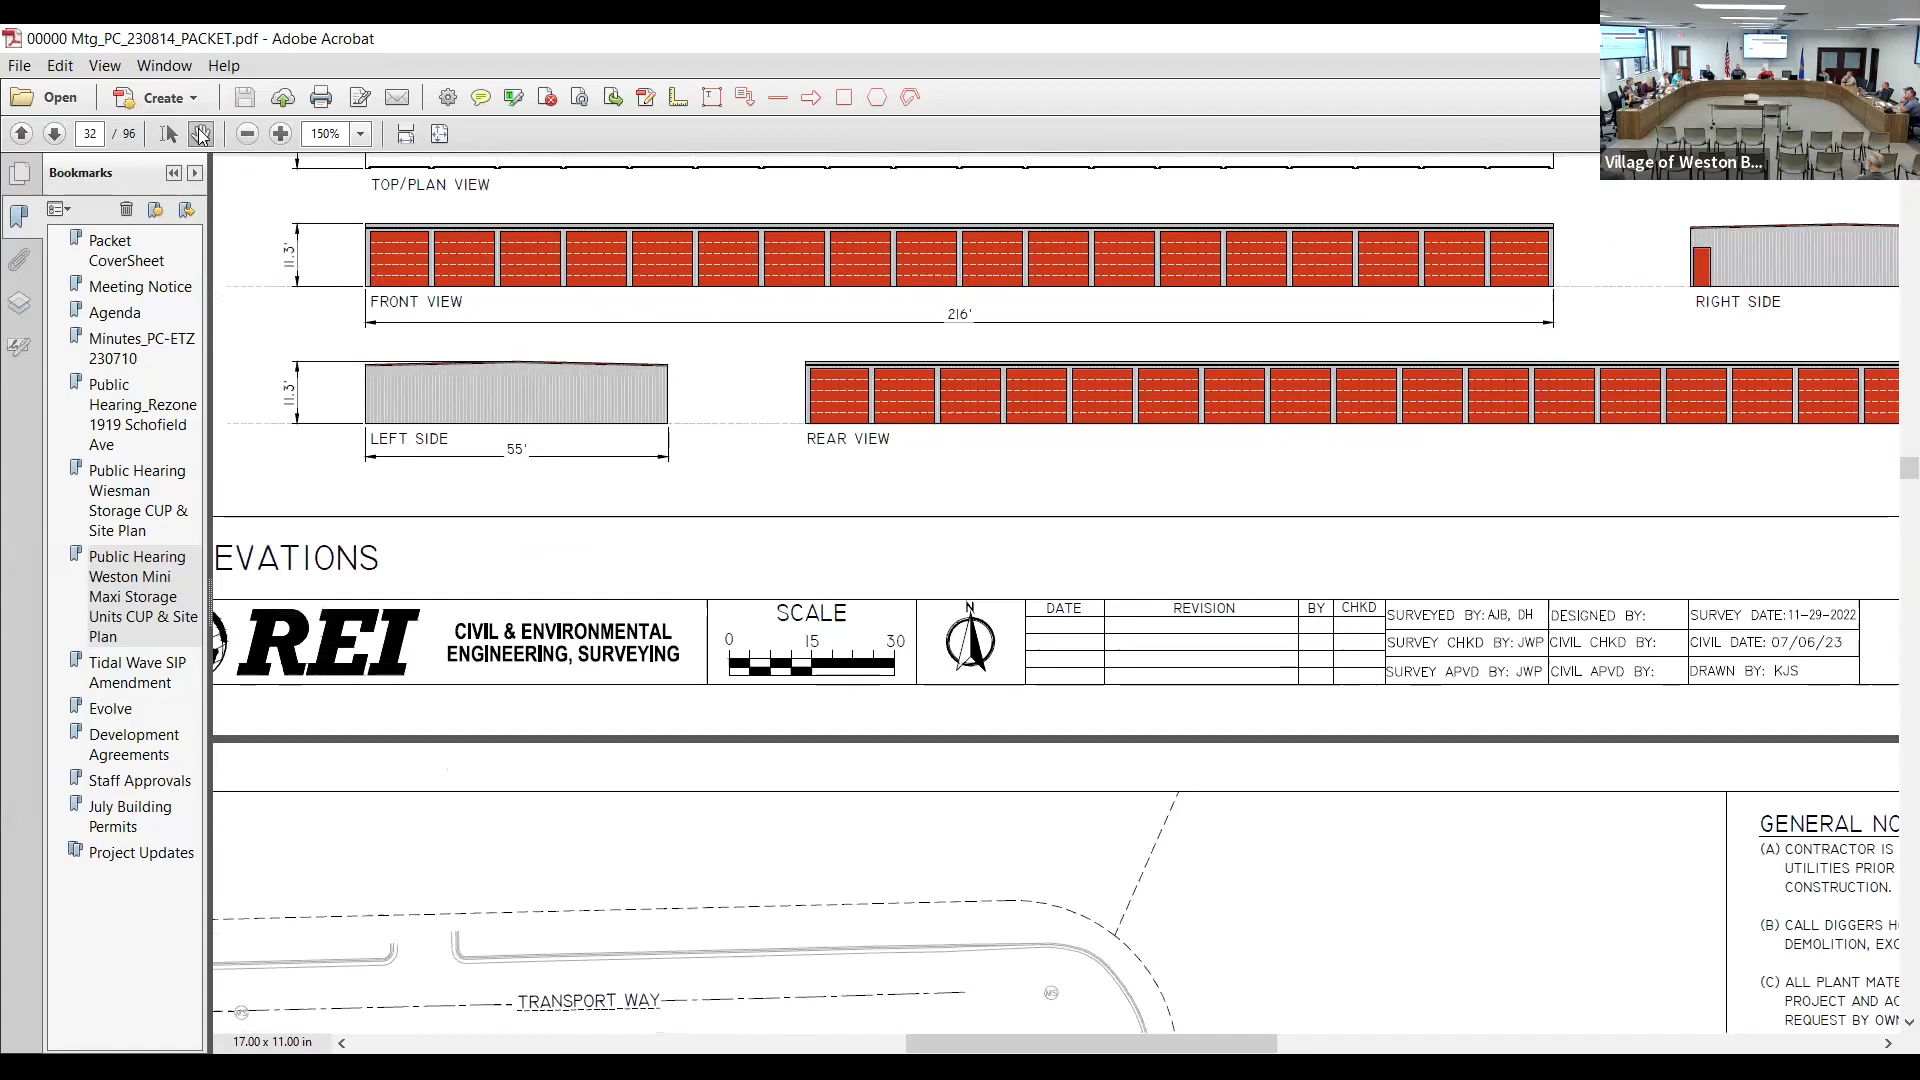 00000 Mtg_PC_230814_PACKET.pdf - Adobe Acrobat
File Edit View Window Help
Open Create
32 / 96 150%
Bookmarks
Packet
CoverSheet
Meeting Notice
Agenda
Minutes_PC-ETZ
230710
Public
Hearing_Rezone
1919 Schofield
Ave
Public Hearing
Wiesman
Storage CUP &
Site Plan
Public Hearing
Weston Mini
Maxi Storage
Units CUP & Site
Plan
Tidal Wave SIP
Amendment
Evolve
Development
Agreements
Staff Approvals
July Building
Permits
Project Updates
Village of Weston B...
TOP/PLAN VIEW
11.3'
FRONT VIEW
216'
RIGHT SIDE
11.3'
LEFT SIDE
55'
REAR VIEW
EVATIONS
REI
CIVIL & ENVIRONMENTAL
ENGINEERING, SURVEYING
SCALE
0 15 30
N
DATE REVISION BY CHKD
SURVEYED BY: AJB, DH DESIGNED BY: SURVEY DATE: 11-29-2022
SURVEY CHKD BY: JWP CIVIL CHKD BY: CIVIL DATE: 07/06/23
SURVEY APVD BY: JWP CIVIL APVD BY: DRAWN BY: KJS
TRANSPORT WAY
MS
MS
GENERAL NO
(A) CONTRACTOR IS
UTILITIES PRIOR
CONSTRUCTION.
(B) CALL DIGGERS H
DEMOLITION, EXC
(C) ALL PLANT MATE
PROJECT AND AC
REQUEST BY OWN
17.00 x 11.00 in